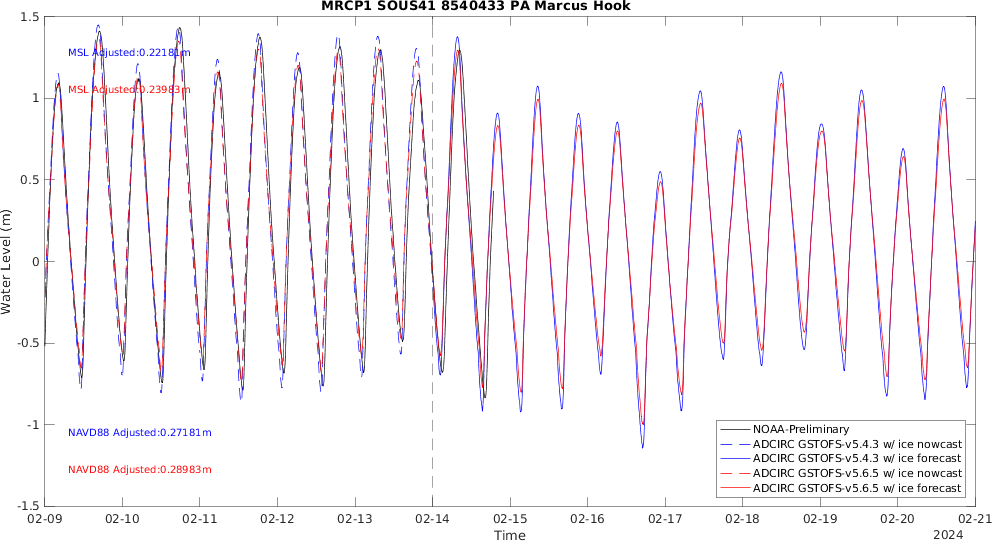 MRCP1 SOUS41 8540433 PA Marcus Hook
1.5
MSL Adjusted:0.22181m
MSL Adjusted:0.23983m
1
0.5
0
-0.5
-1
-1.5
Water Level (m)
NAVD88 Adjusted:0.27181m
NAVD88 Adjusted:0.28983m
NOAA-Preliminary
ADCIRC GSTOFS-v5.4.3 w/ ice nowcast
ADCIRC GSTOFS-v5.4.3 w/ ice forecast
ADCIRC GSTOFS-v5.6.5 w/ ice nowcast
ADCIRC GSTOFS-v5.6.5 w/ ice forecast
02-09 02-10 02-11 02-12 02-13 02-14 02-15 02-16 02-17 02-18 02-19 02-20 02-21
Time
2024